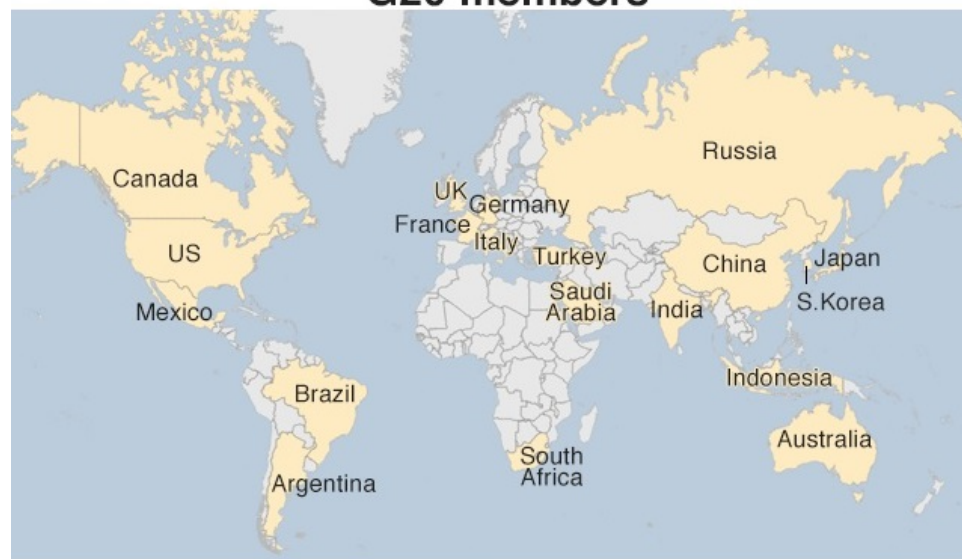 G20 members
Russia
Canada
UK
Germany
France
Italy
US
Turkey
China
Japan
Saudi
Arabia
India
S.Korea
Mexico
Indonesia
Brazil
Australia
South
Africa
Argentina